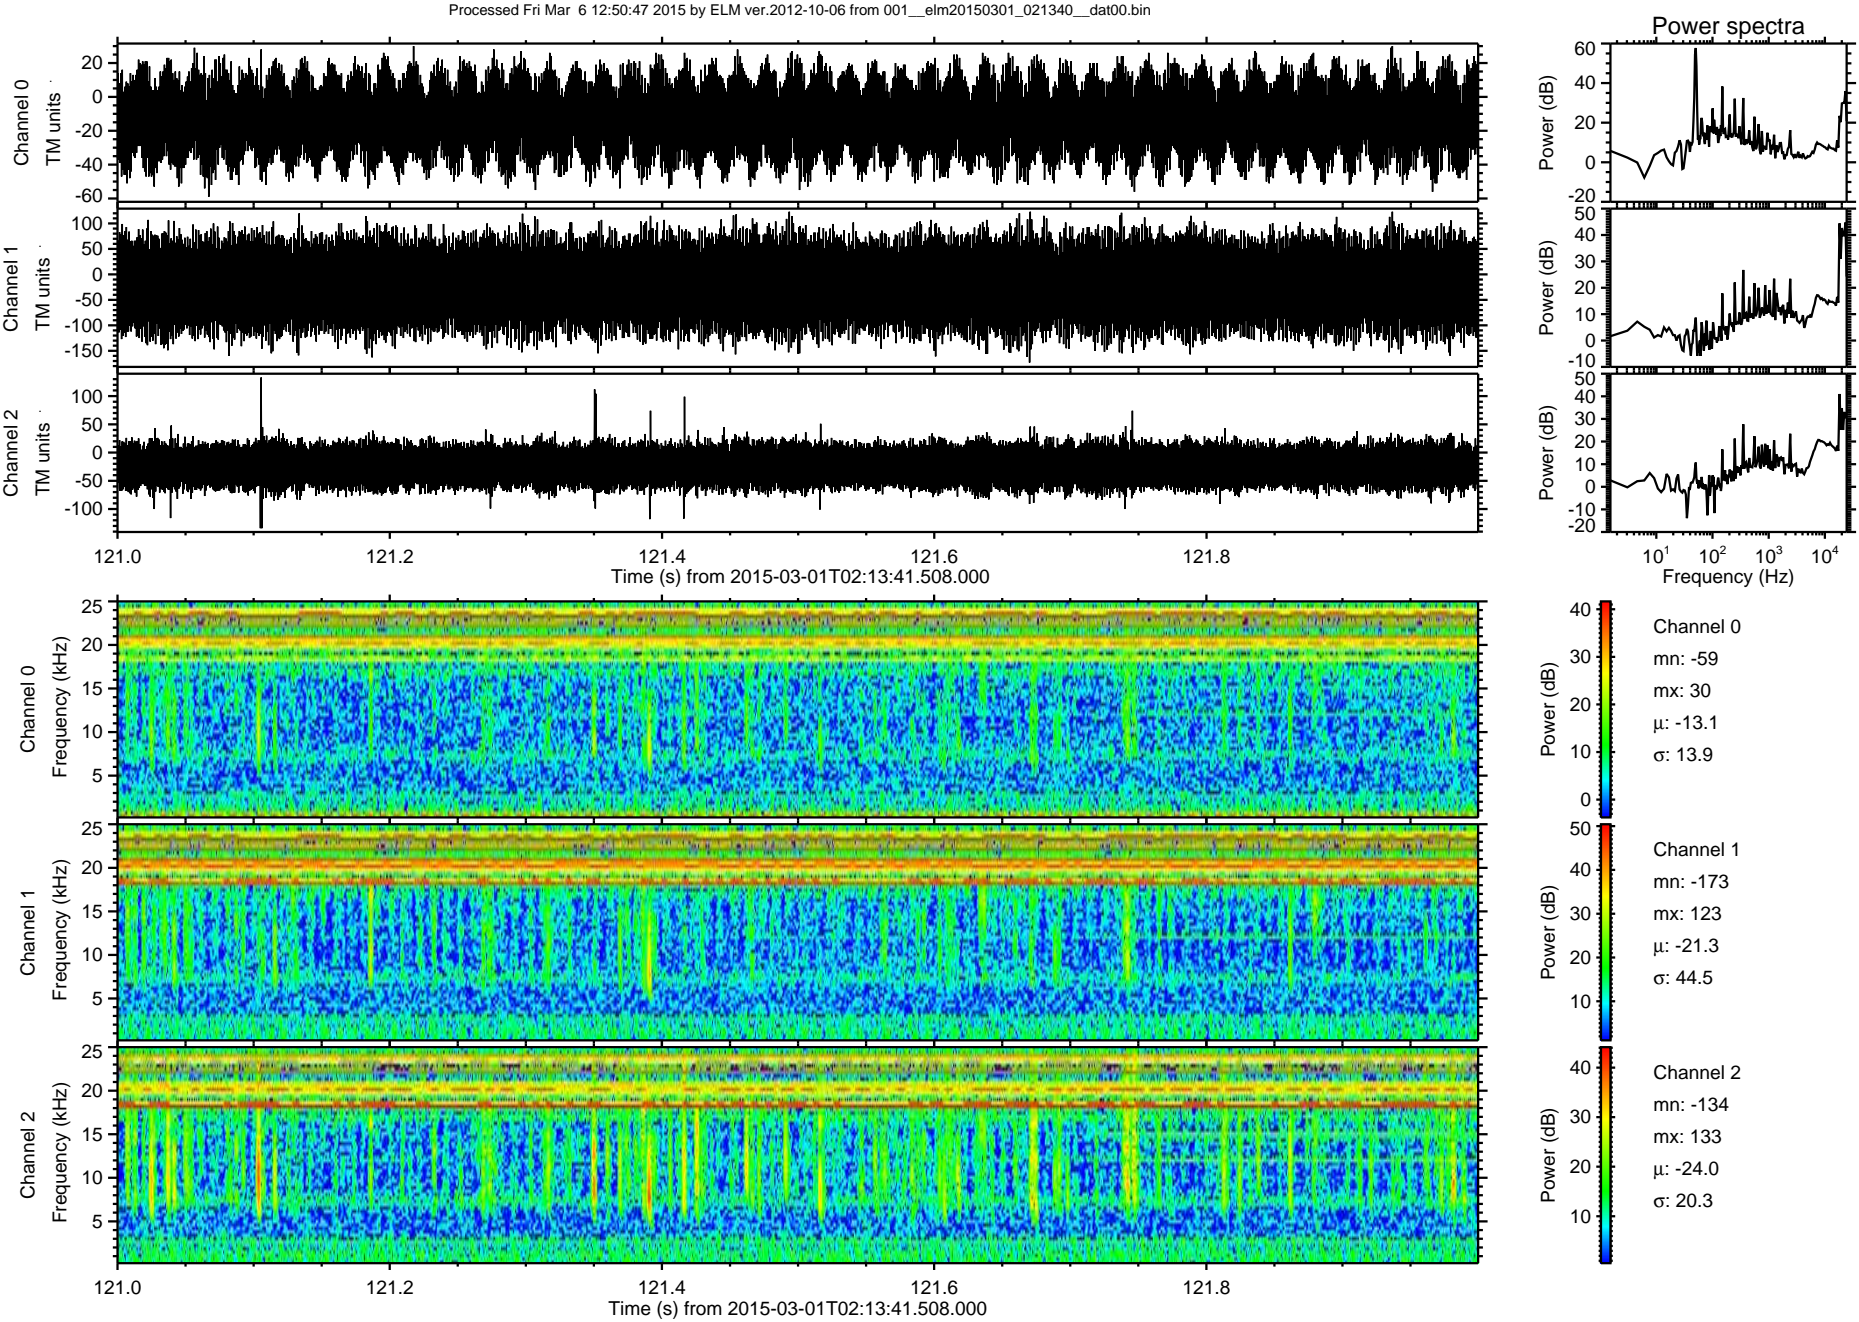 Processed Fri Mar 6 12:50:47 2015 by ELM ver.2012-10-06 from 001__elm20150301_021340__dat00.bin
Power spectra
Channel 0
TM units
20
0
-20
-40
-60
Power (dB)
60
40
20
0
-20
Channel 1
TM units
100
50
0
-50
-100
-150
Power (dB)
50
40
30
20
10
0
-10
Channel 2
TM units
100
50
0
-50
-100
Power (dB)
50
40
30
20
10
0
-10
-20
121.0 121.2 121.4 121.6 121.8
Time (s) from 2015-03-01T02:13:41.508.000
10¹ 10² 10³ 10⁴
Frequency (Hz)
Channel 0
Frequency (kHz)
25
20
15
10
5
Power (dB)
40
30
20
10
0
Channel 0
mn: -59
mx: 30
μ: -13.1
σ: 13.9
Channel 1
Frequency (kHz)
25
20
15
10
5
Power (dB)
50
40
30
20
10
Channel 1
mn: -173
mx: 123
μ: -21.3
σ: 44.5
Channel 2
Frequency (kHz)
25
20
15
10
5
Power (dB)
40
30
20
10
Channel 2
mn: -134
mx: 133
μ: -24.0
σ: 20.3
121.0 121.2 121.4 121.6 121.8
Time (s) from 2015-03-01T02:13:41.508.000